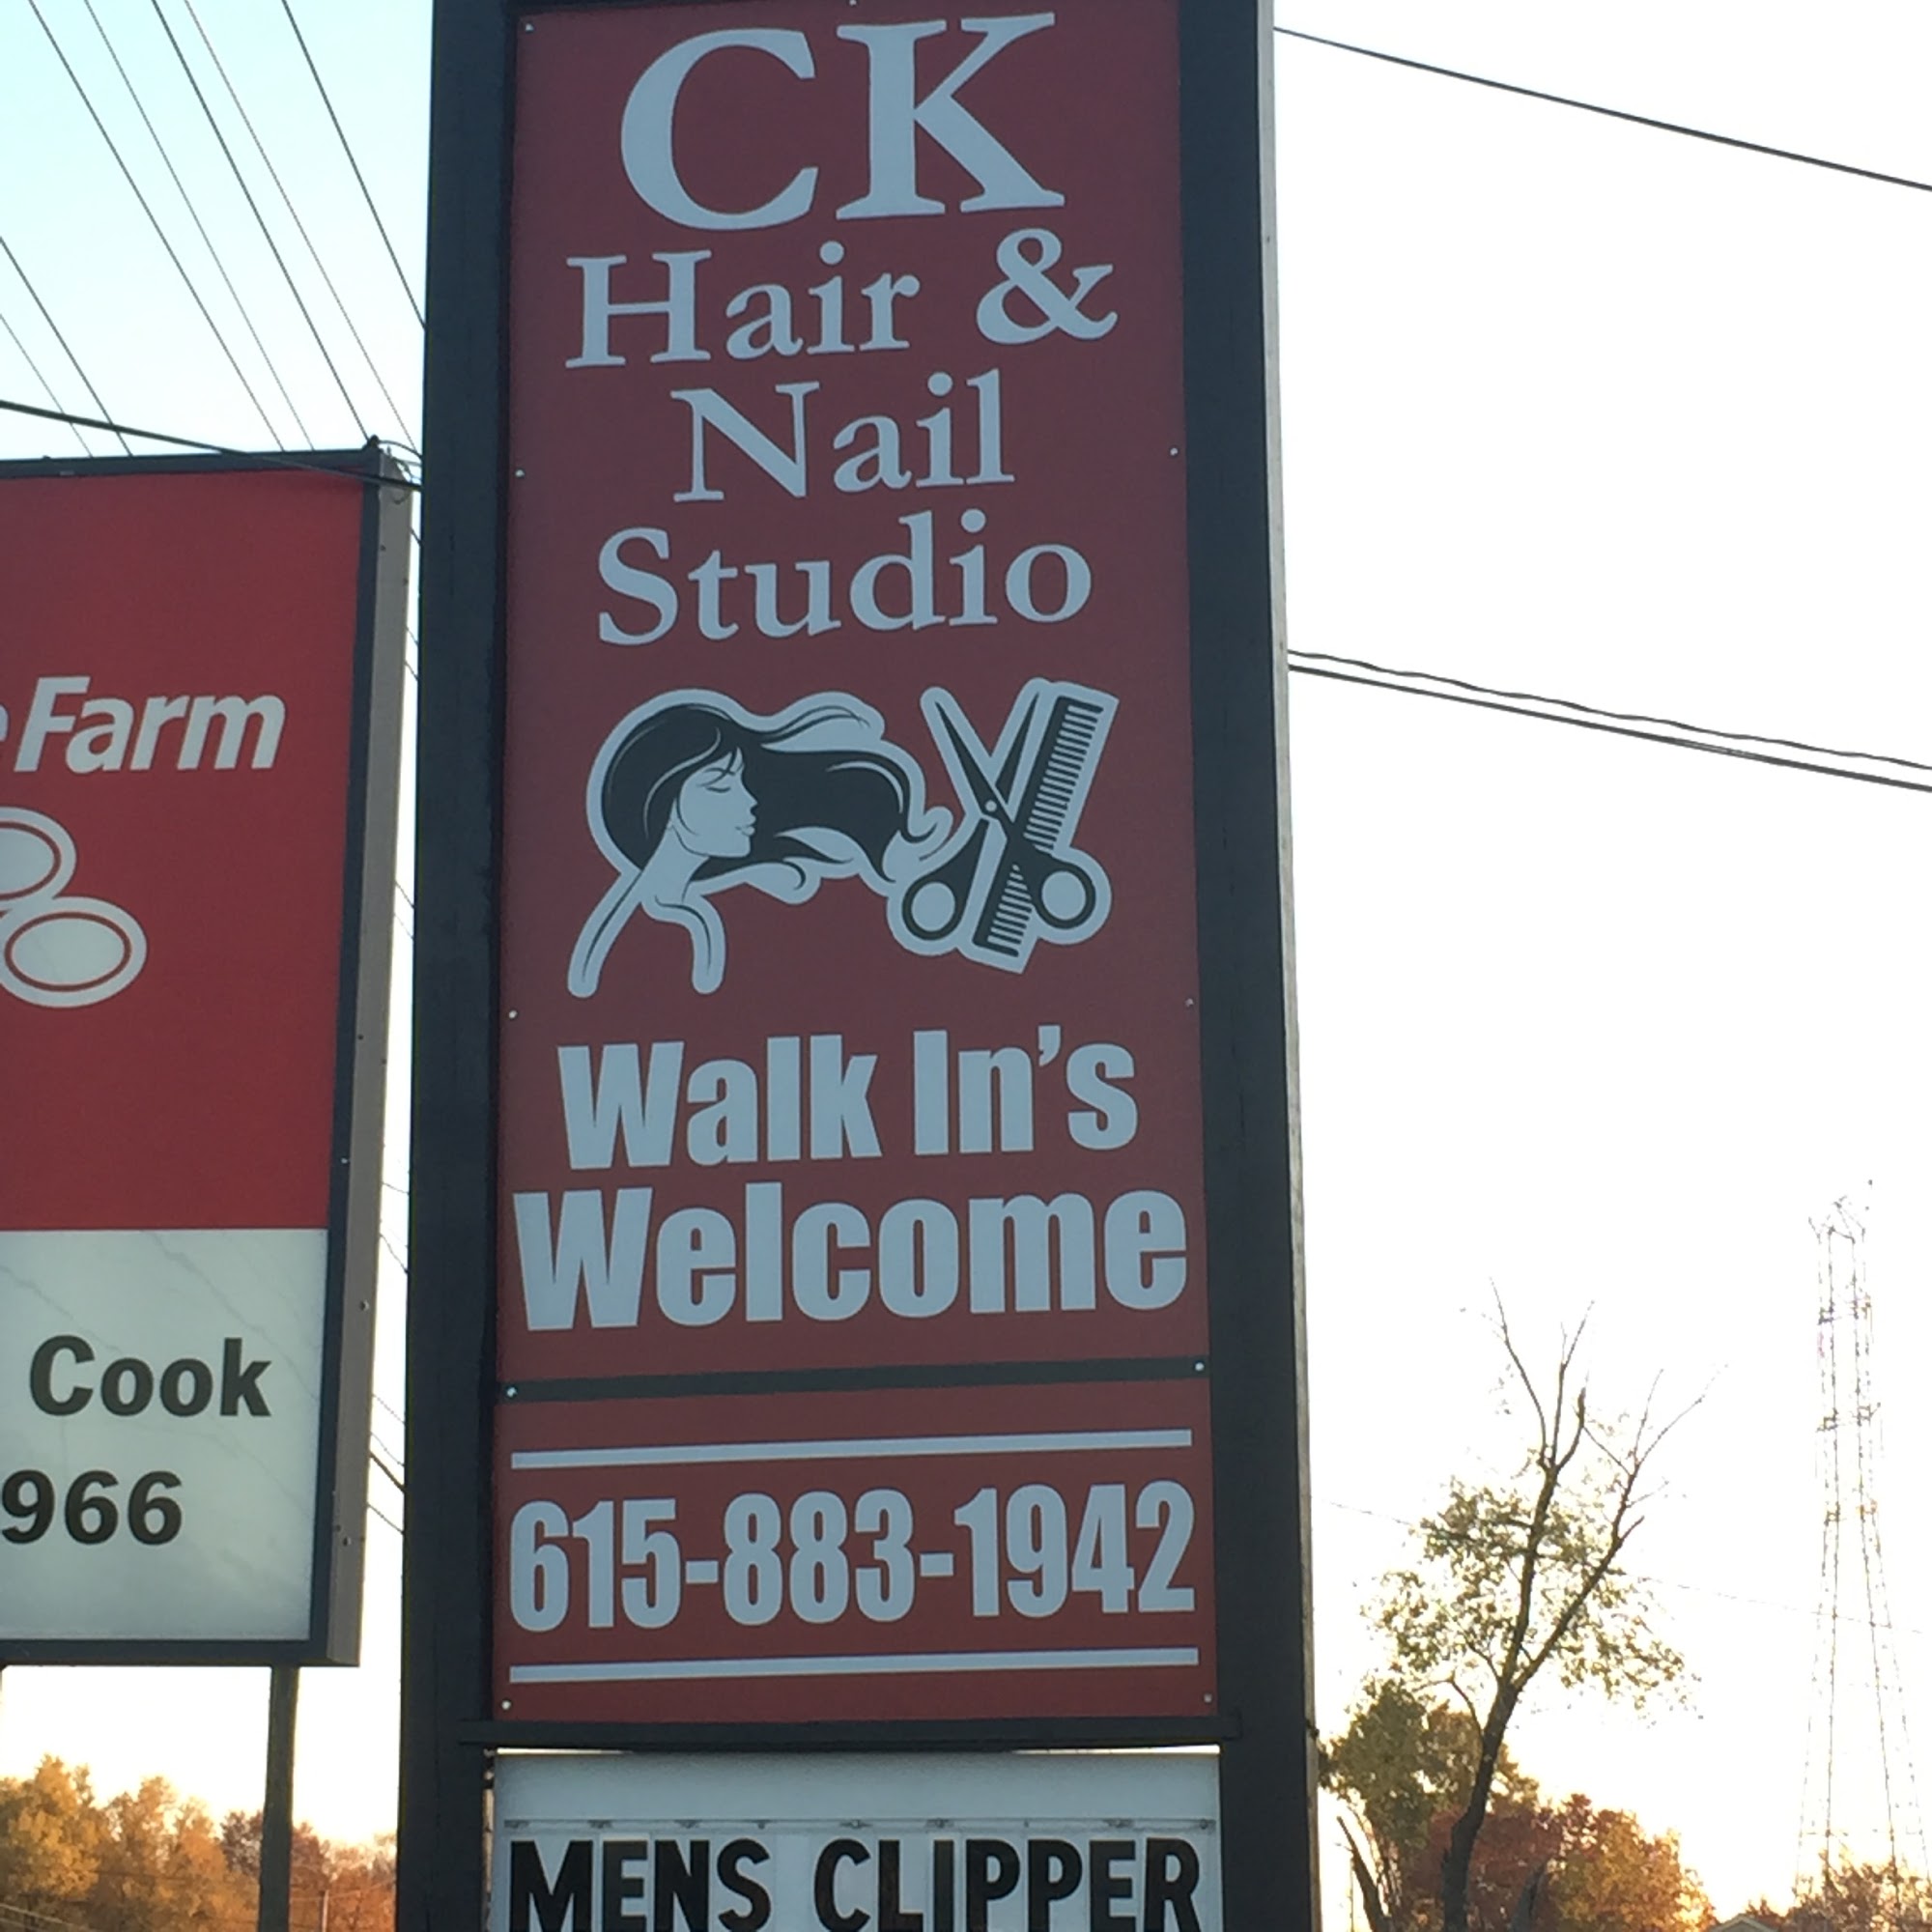 CK
Hair &
Nail
Studio
Walk In's
Welcome
615-883-1942
MENS CLIPPER
Farm
Cook
966